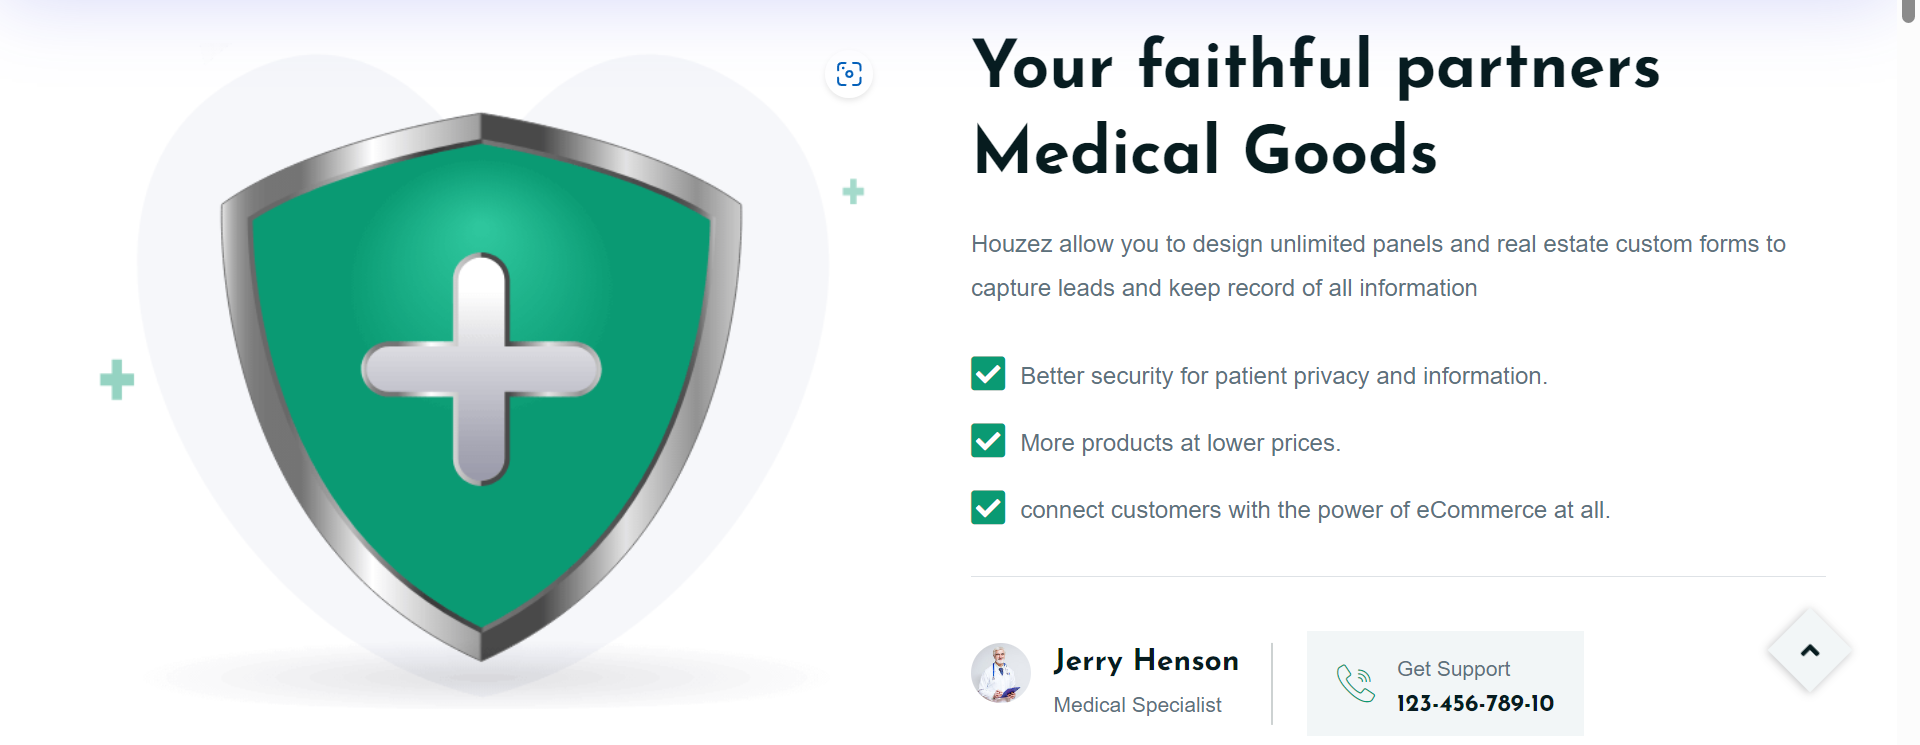 Your faithful partners
Medical Goods
Houzez allow you to design unlimited panels and real estate custom forms to
capture leads and keep record of all information
Better security for patient privacy and information.
More products at lower prices.
connect customers with the power of eCommerce at all.
Jerry Henson
Medical Specialist
Get Support
123-456-789-10